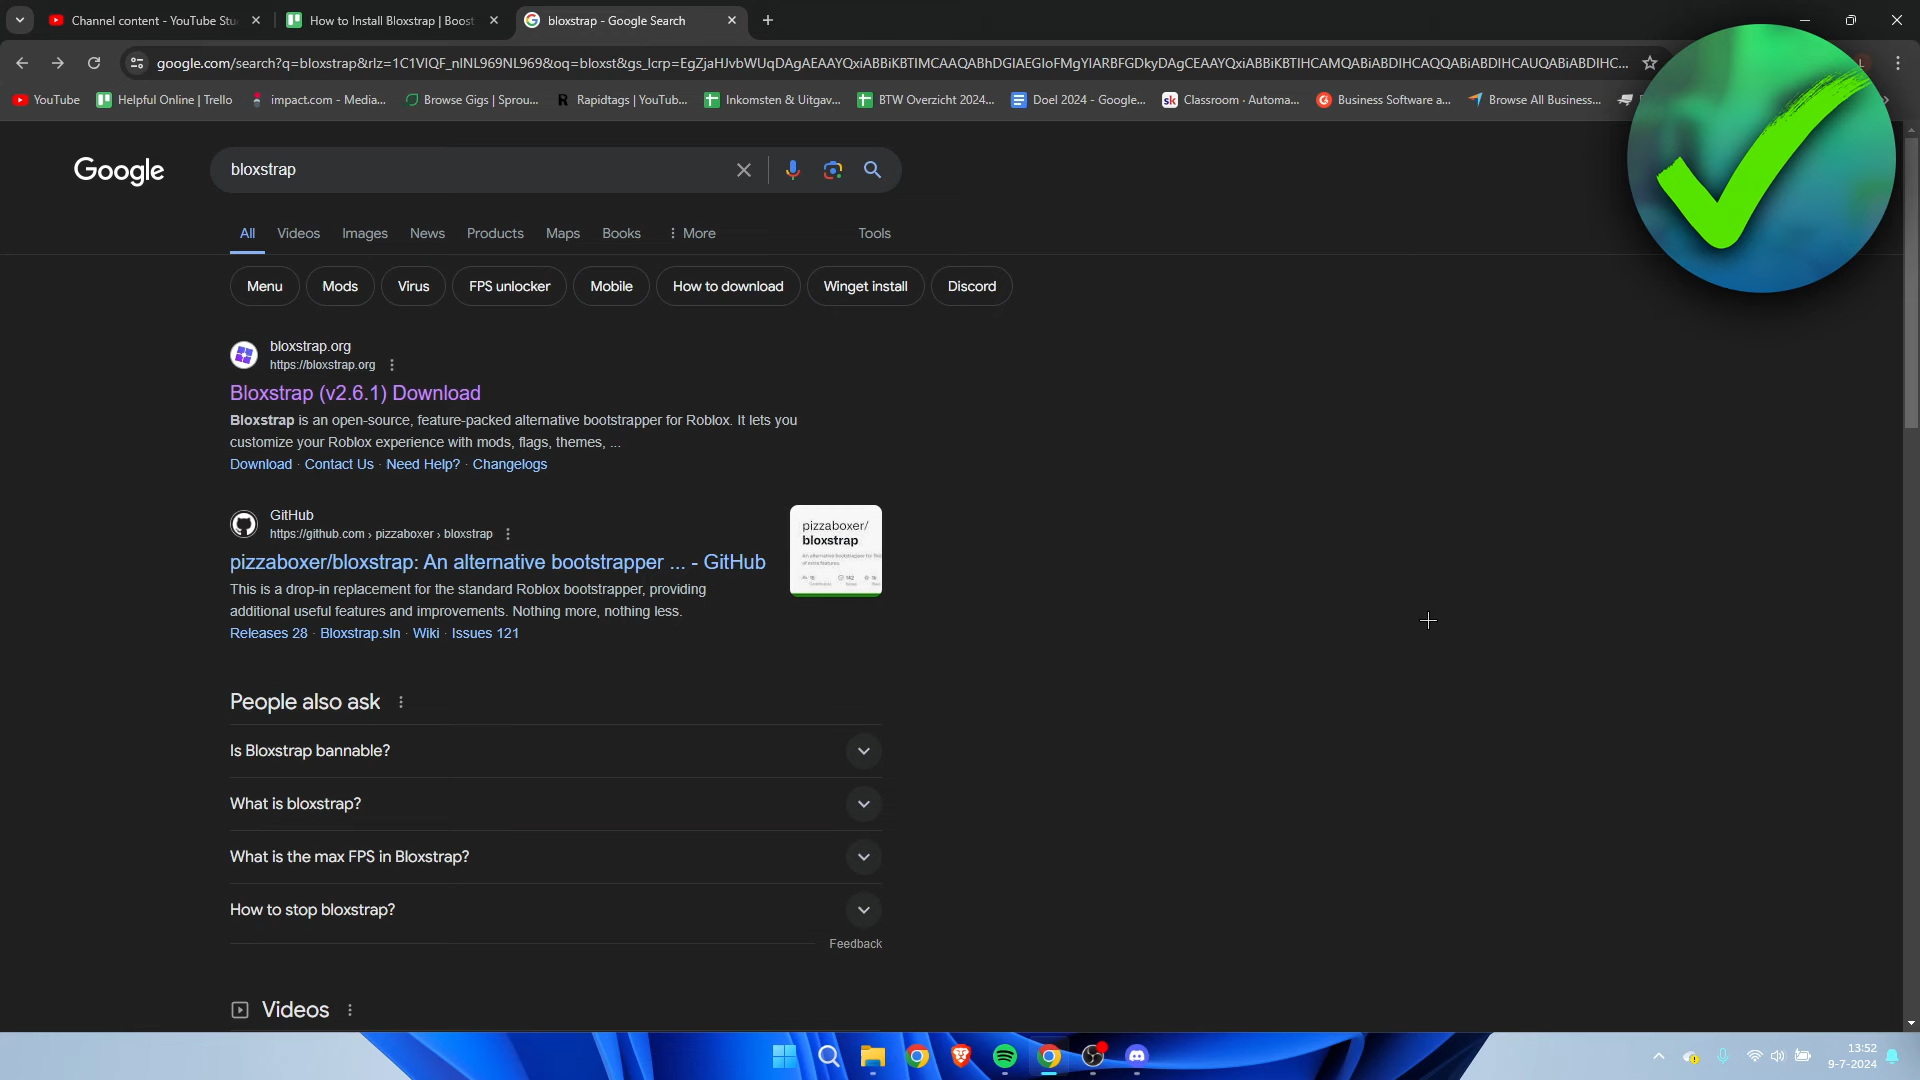 Channel content - YouTube Stu
How to Install Bloxstrap | Boost
bloxstrap - Google Search
google.com/search?q=bloxstrap&rlz=1C1VIQF_nlNL969NL969&oq=bloxst&gs_lcrp=EgZjaHJvbWUqDAgAEAAYQxiABBiKBTIMCAAQABhDGIAEGIoFMgYIARBFGDkyDAgCEAAYQxiABBiKBTIHCAMQABiABDIHCAQQABiABDIHCAUQABiABDIHC...
YouTube
Helpful Online | Trello
impact.com - Media...
Browse Gigs | Sprou...
Rapidtags | YouTub...
Inkomsten & Uitgav...
BTW Overzicht 2024...
Doel 2024 - Google...
sk Classroom · Automa...
Business Software a...
Browse All Business...
Google
bloxstrap
All Videos Images News Products Maps Books More Tools
Menu Mods Virus FPS unlocker Mobile How to download Winget install Discord
bloxstrap.org
https://bloxstrap.org
Bloxstrap (v2.6.1) Download
Bloxstrap is an open-source, feature-packed alternative bootstrapper for Roblox. It lets you
customize your Roblox experience with mods, flags, themes, ...
Download · Contact Us · Need Help? · Changelogs
GitHub
https://github.com › pizzaboxer › bloxstrap
pizzaboxer/bloxstrap: An alternative bootstrapper ... - GitHub
This is a drop-in replacement for the standard Roblox bootstrapper, providing
additional useful features and improvements. Nothing more, nothing less.
Releases 28 · Bloxstrap.sln · Wiki · Issues 121
pizzaboxer/
bloxstrap
People also ask
Is Bloxstrap bannable?
What is bloxstrap?
What is the max FPS in Bloxstrap?
How to stop bloxstrap?
Feedback
Videos
13:52
9-7-2024